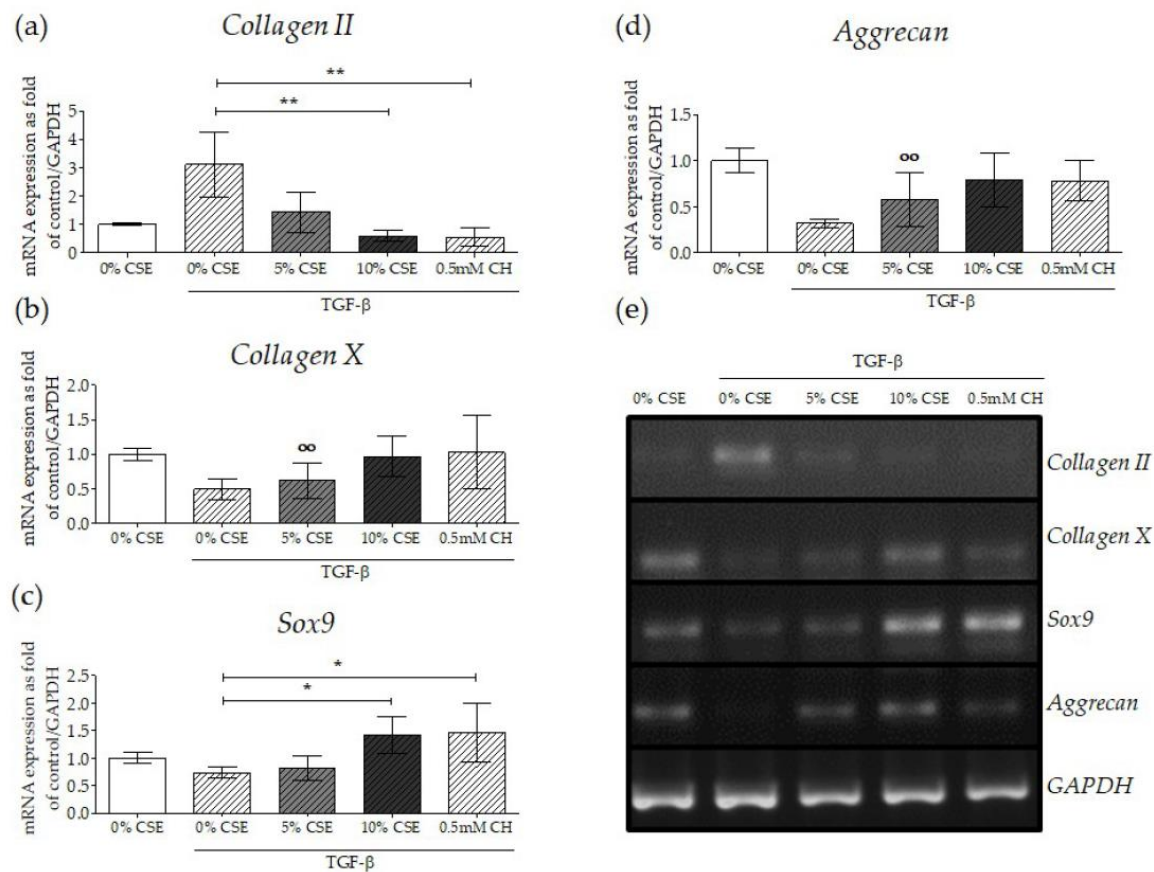 (a)
Collagen II
mRNA expression as fold
of control/GAPDH
5
4
3
2
1
0
**
**
0% CSE 0% CSE 5% CSE 10% CSE 0.5mM CH
TGF-β
(b)
Collagen X
mRNA expression as fold
of control/GAPDH
2.0
1.5
1.0
0.5
0.0
oo
0% CSE 0% CSE 5% CSE 10% CSE 0.5mM CH
TGF-β
(c)
Sox9
mRNA expression as fold
of control/GAPDH
2.5
2.0
1.5
1.0
0.5
0.0
*
*
0% CSE 0% CSE 5% CSE 10% CSE 0.5mM CH
TGF-β
(d)
Aggrecan
mRNA expression as fold
of control/GAPDH
1.5
1.0
0.5
0.0
oo
0% CSE 0% CSE 5% CSE 10% CSE 0.5mM CH
TGF-β
(e)
TGF-β
0% CSE 0% CSE 5% CSE 10% CSE 0.5mM CH
Collagen II
Collagen X
Sox9
Aggrecan
GAPDH